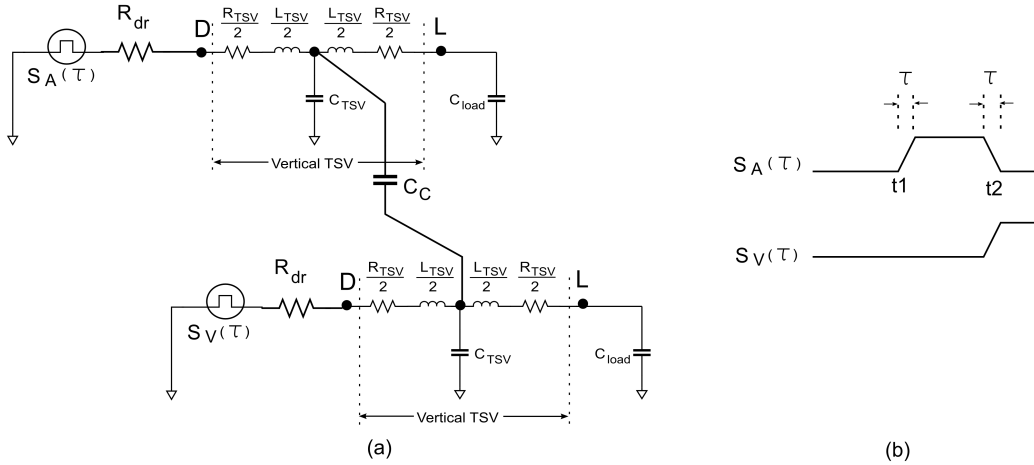 R_dr D R_TSV/2 L_TSV/2 L_TSV/2 R_TSV/2 L
S_A(τ)
C_TSV
C_load
Vertical TSV
C_C
R_dr D R_TSV/2 L_TSV/2 L_TSV/2 R_TSV/2 L
S_V(τ)
C_TSV
C_load
Vertical TSV
(a)
τ τ
S_A(τ)
t1 t2
S_V(τ)
(b)